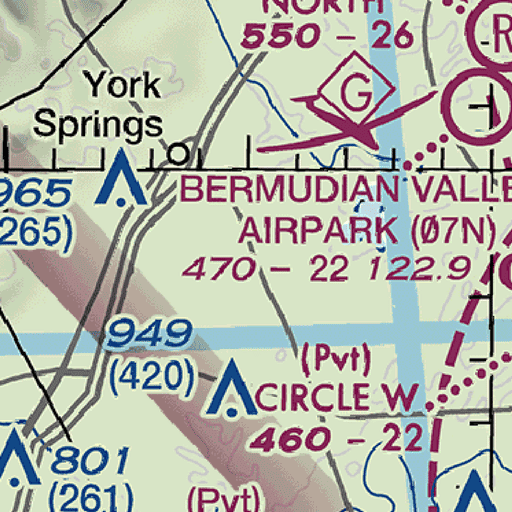 NORTH
550 - 26
R
York
Springs
G
965
(265)
BERMUDIAN VALLE
AIRPARK (Ø7N)
470 - 22 122.9
949
(420)
(Pvt)
CIRCLE W
460 - 22
801
(261)
(Pvt)